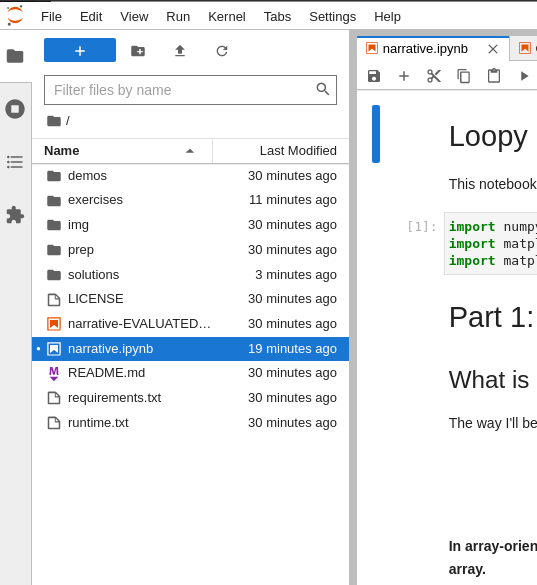 File Edit View Run Kernel Tabs Settings Help
narrative.ipynb
Filter files by name
/
Name Last Modified
demos 30 minutes ago
exercises 11 minutes ago
img 30 minutes ago
prep 30 minutes ago
solutions 3 minutes ago
LICENSE 30 minutes ago
narrative-EVALUATED… 30 minutes ago
narrative.ipynb 19 minutes ago
README.md 30 minutes ago
requirements.txt 30 minutes ago
runtime.txt 30 minutes ago
Loopy
This notebook
[1]: import numpy
import matpl
import matpl
Part 1:
What is
The way I'll be
In array-orien
array.